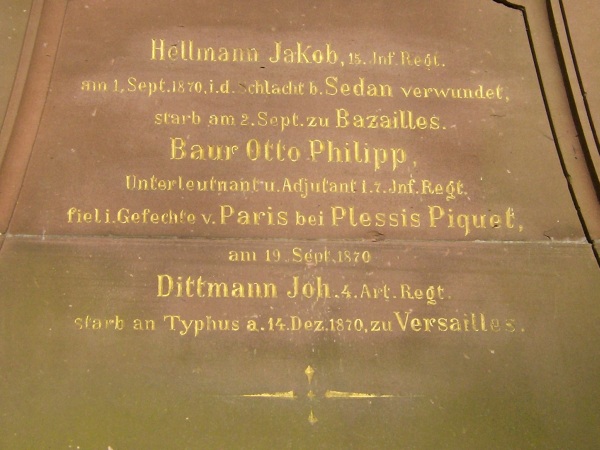 Hellmann Jakob, 15. Jnf. Regt.
am 1. Sept. 1870, i. d. Schlacht b. Sedan verwundet,
starb am 2. Sept. zu Bazailles.
Baur Otto Philipp,
Unterleutnant u. Adjutant 1. 7. Jnf. Regt.
fiel i. Gefechte v. Paris bei Plessis Piquet,
am 19. Sept. 1870
Dittmann Joh. 4. Art. Regt.
starb an Typhus a. 14. Dez. 1870, zu Versailles.